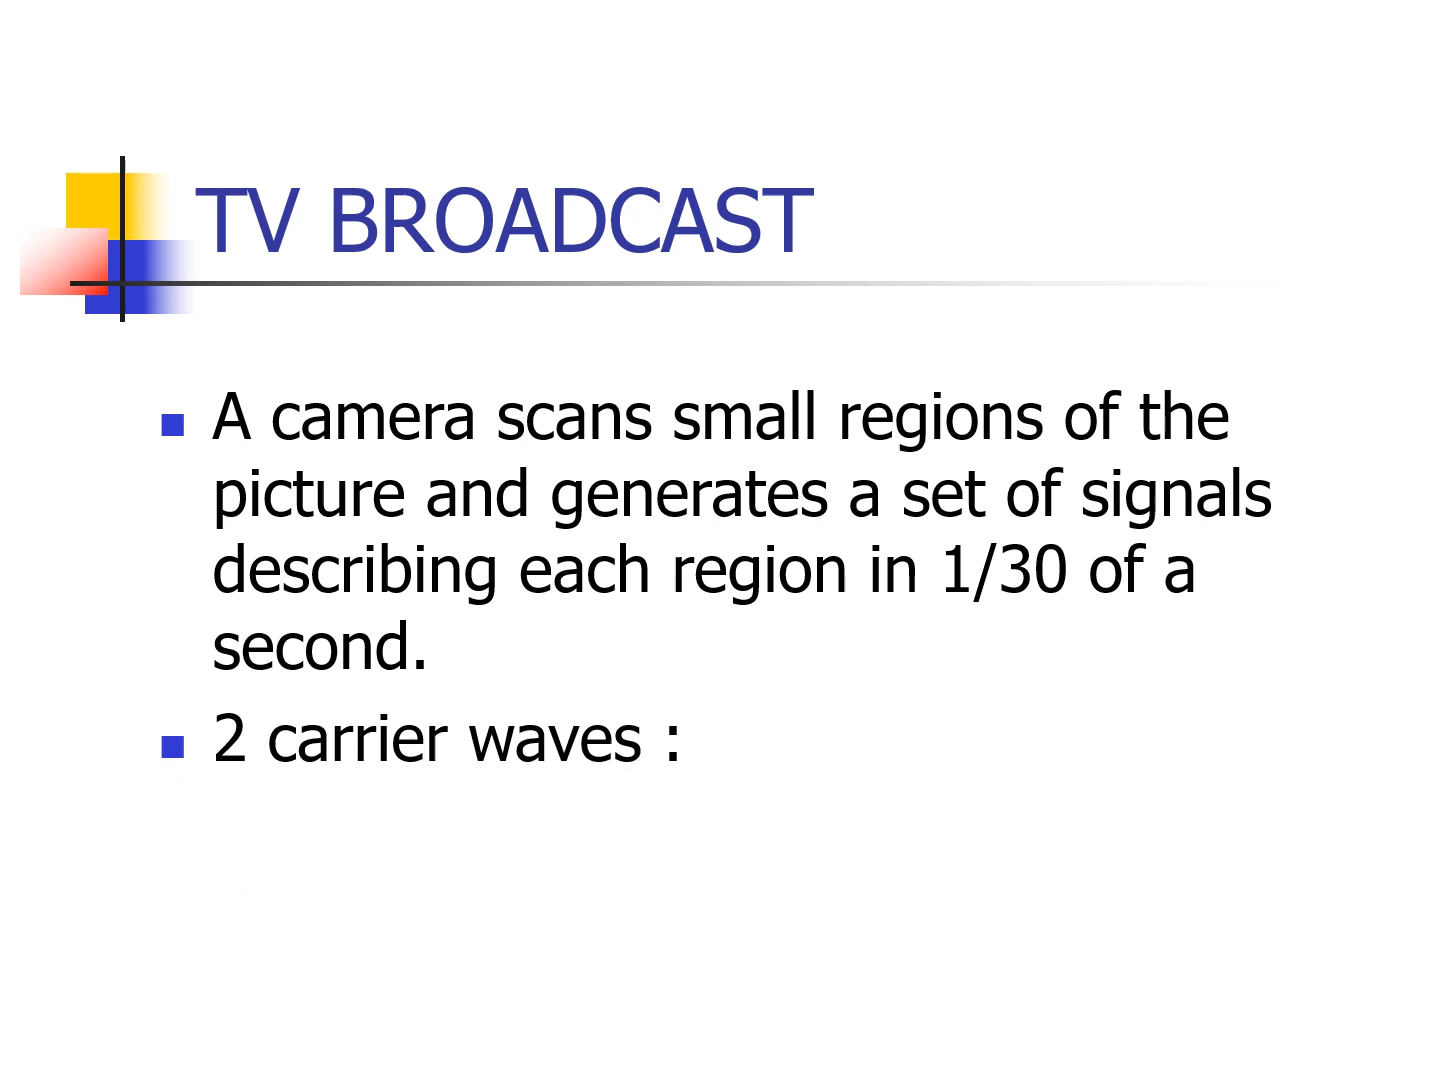 TV BROADCAST
A camera scans small regions of the
picture and generates a set of signals
describing each region in 1/30 of a
second.
2 carrier waves :